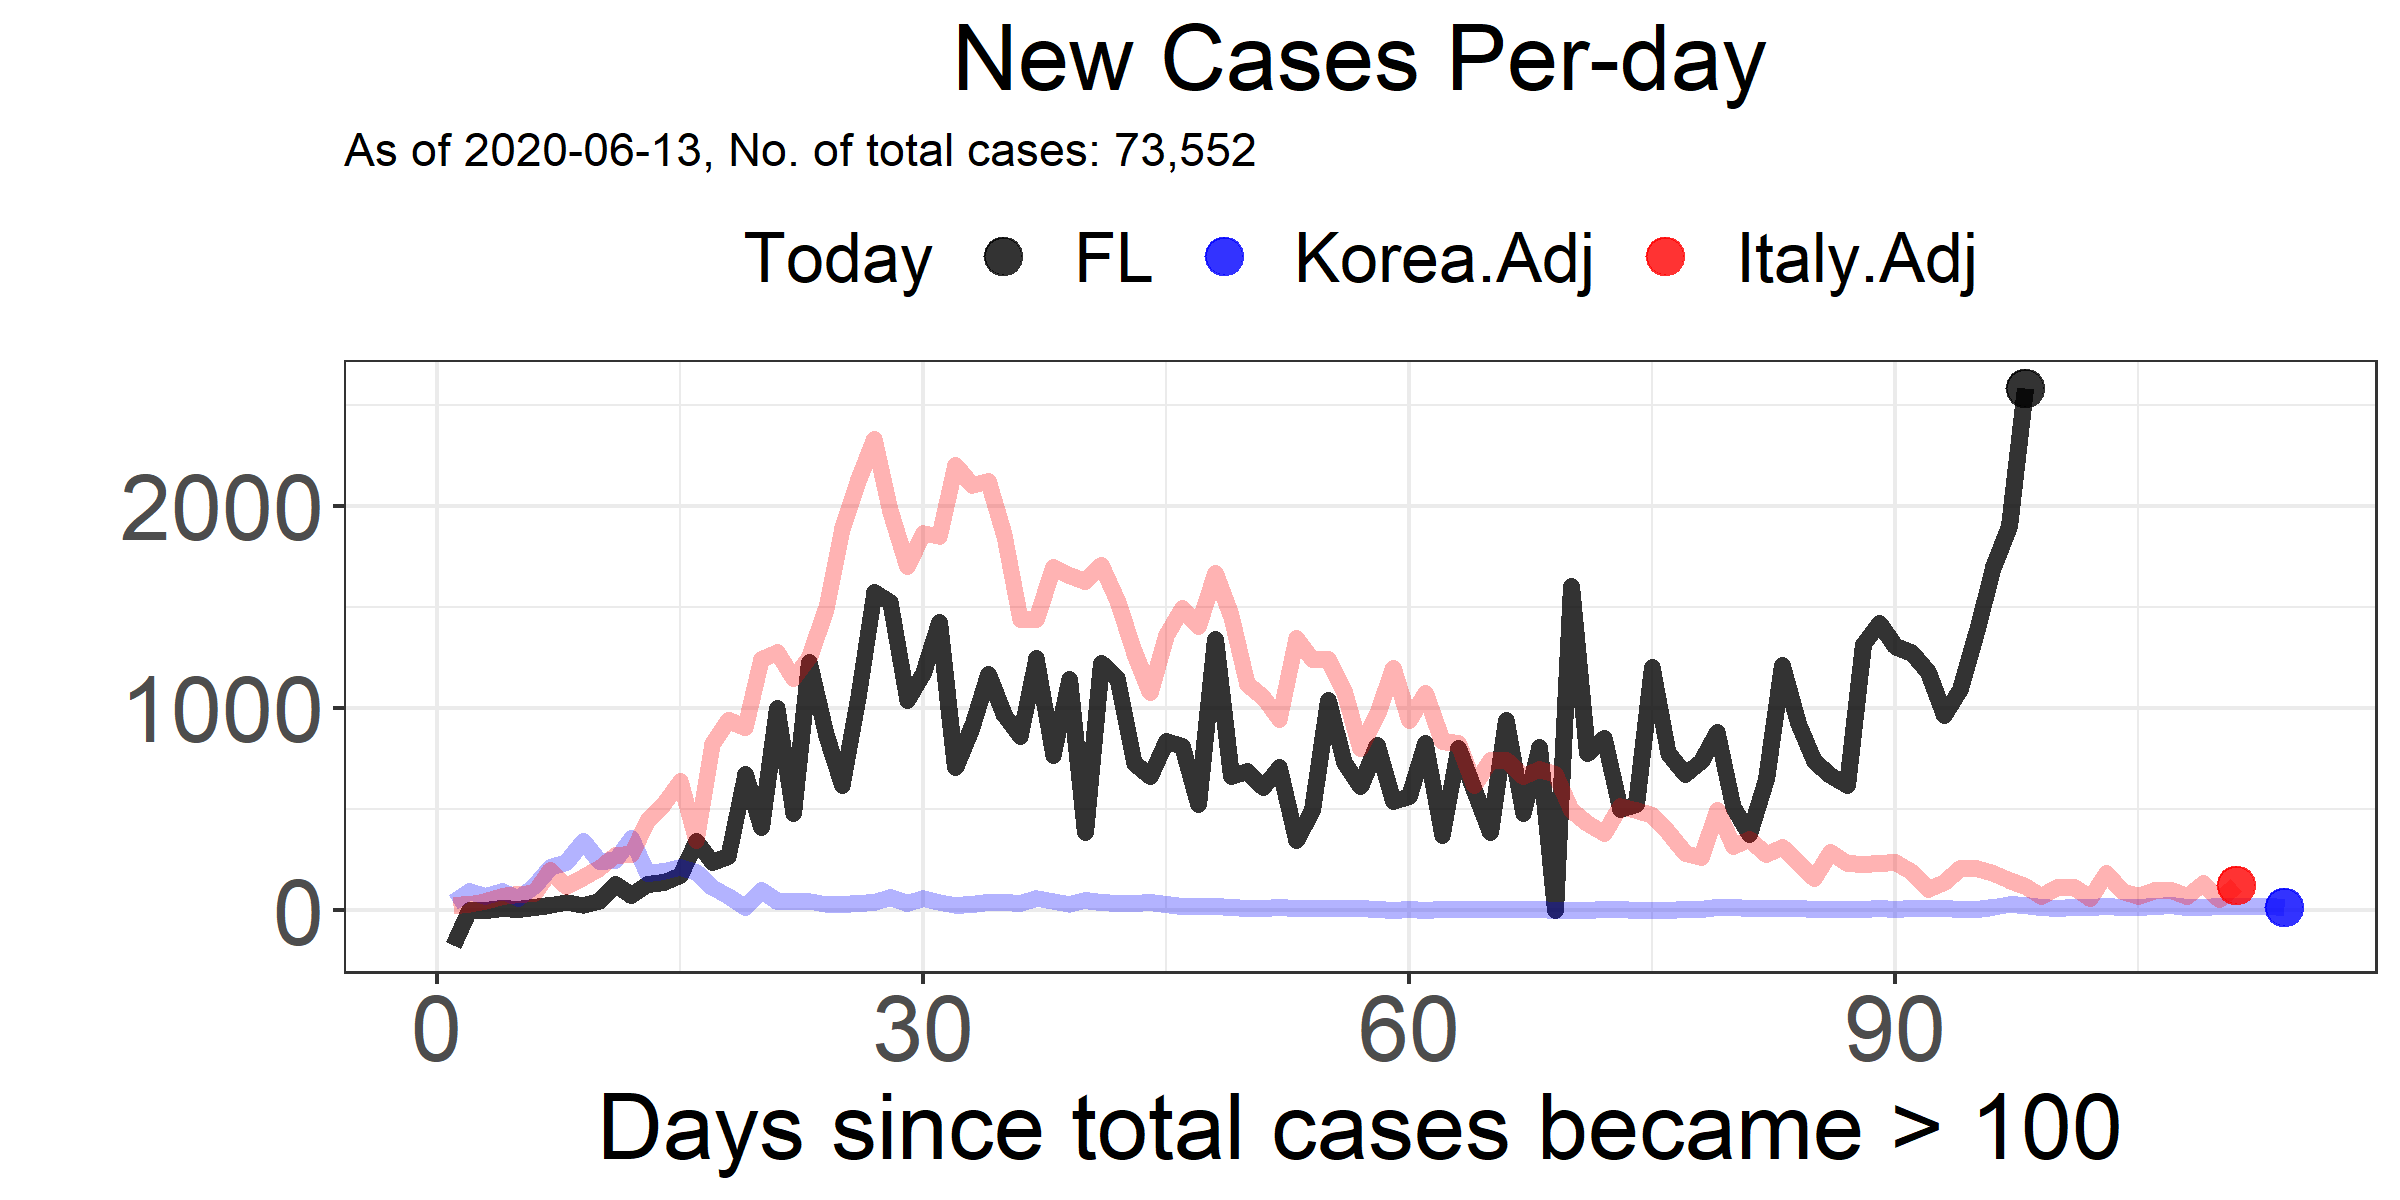 New Cases Per-day
As of 2020-06-13, No. of total cases: 73,552
Today FL Korea.Adj Italy.Adj
2000
1000
0
0 30 60 90
Days since total cases became > 100